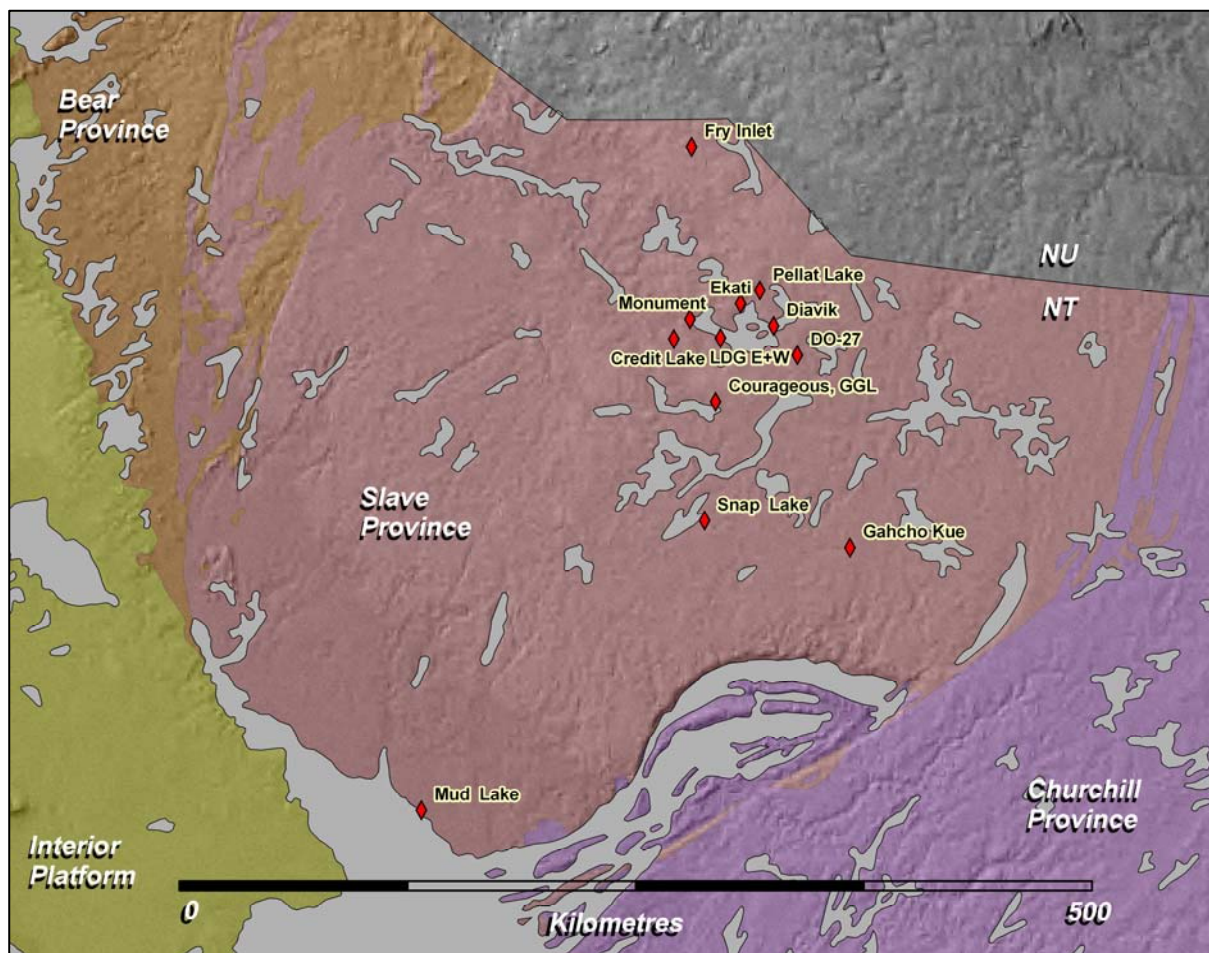 Bear
Province
Fry Inlet
NU
NT
Pellat Lake
Ekati
Monument
Diavik
DO-27
Credit Lake LDG E+W
Courageous, GGL
Slave
Province
Snap Lake
Gahcho Kue
Mud Lake
Churchill
Province
Interior
Platform
0
Kilometres
500